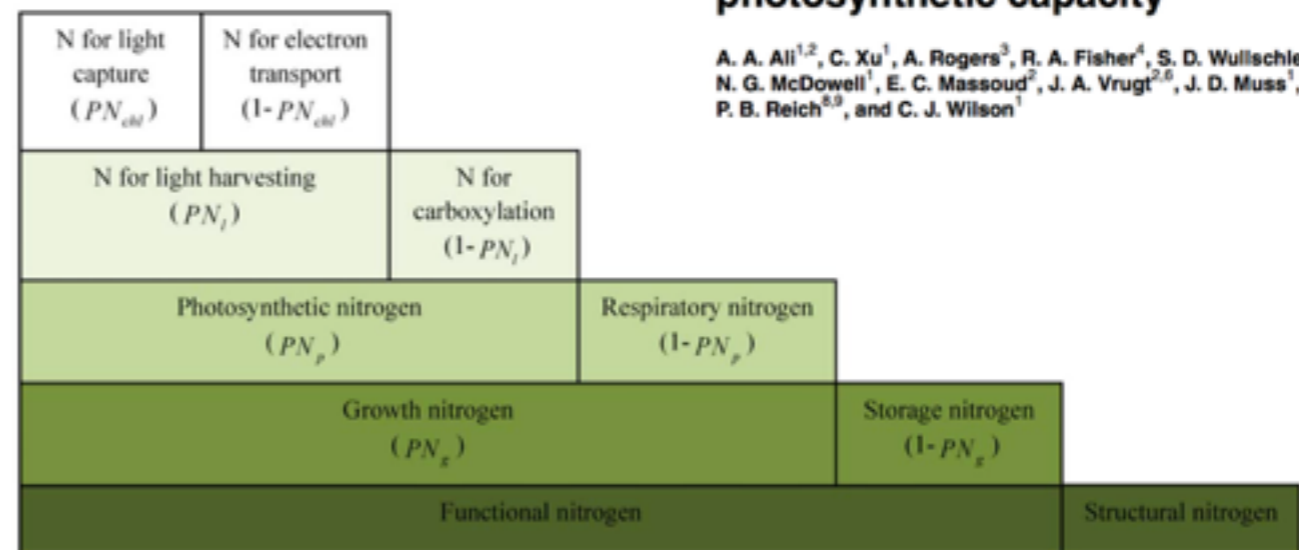 photosynthetic capacity
A. A. Ali1,2, C. Xu1, A. Rogers3, R. A. Fisher4, S. D. Wullschle
N. G. McDowell1, E. C. Massoud2, J. A. Vrugt2,6, J. D. Muss1,
P. B. Reich8,9, and C. J. Wilson1
N for light
capture
(PNchl)
N for electron
transport
(1- PNchl)
N for light harvesting
(PNl)
N for
carboxylation
(1- PNl)
Photosynthetic nitrogen
(PNp)
Respiratory nitrogen
(1- PNp)
Growth nitrogen
(PNg)
Storage nitrogen
(1- PNg)
Functional nitrogen
Structural nitrogen